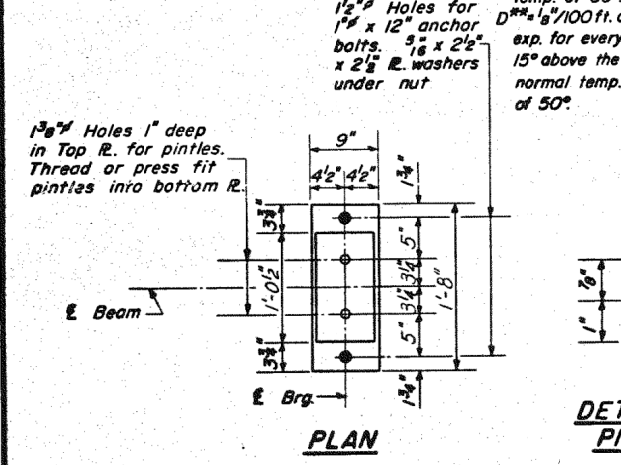 1½"ø Holes for
1"ø x 12" anchor
bolts. 5/16" x 2½"
x 2½" ℞. washers
under nut
D**= ⅛"/100 ft.
exp. for every
15° above the
normal temp.
of 50°.
1⅜"ø Holes 1" deep
in Top ℞. for pintles.
Thread or press fit
pintles into bottom ℞.
9"
4½" 4½"
1¾"
3¾"
5"
3¼"
1'-0½"
1'-8"
3¼"
5"
3¾"
1¾"
℄ Beam
℄ Brg.
PLAN
⅞"
1"